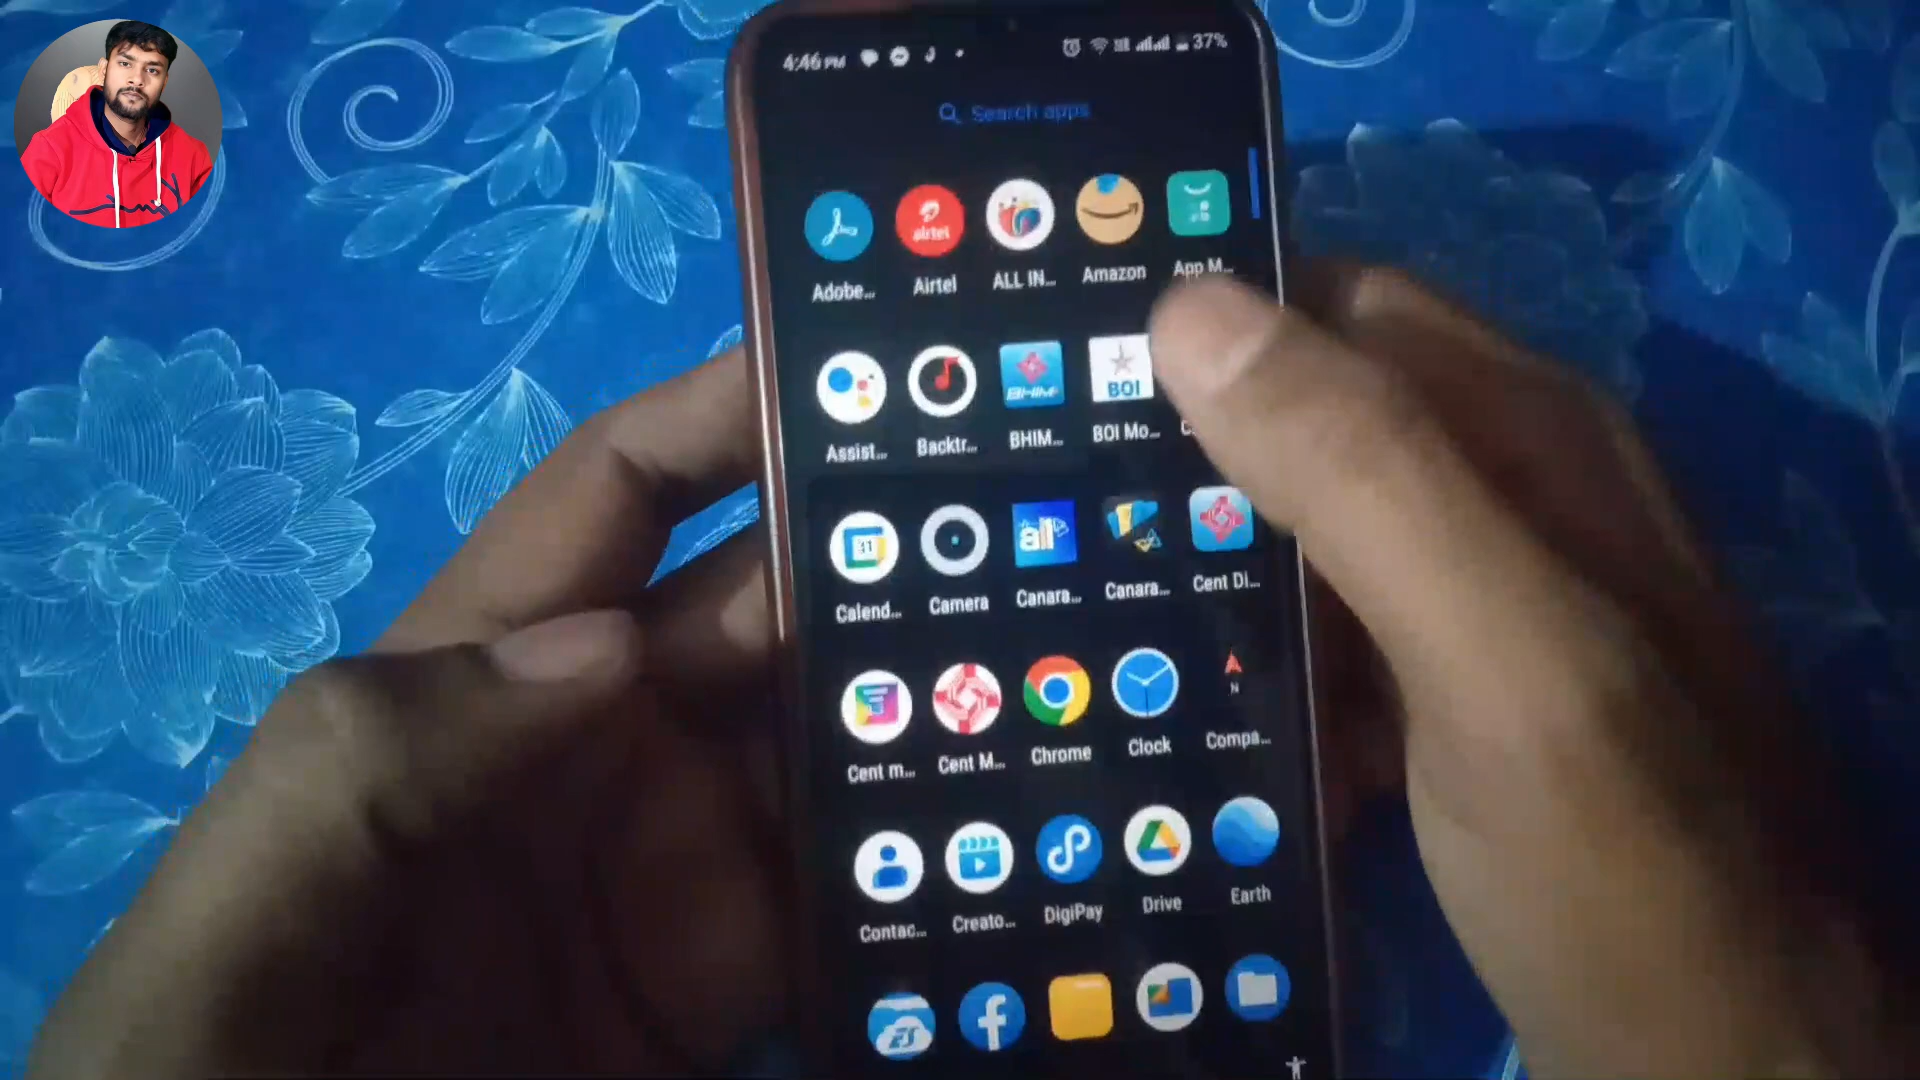 4:46 PM 37%
Search apps
airtel
Adobe... Airtel ALL IN... Amazon App M...
BHIM BOI
Assist... Backtr... BHIM... BOI Mo...
31 ai1
Calend... Camera Canara... Canara... Cent DI...
N
Cent m... Cent M... Chrome Clock Compa...
Contac... Creato... DigiPay Drive Earth